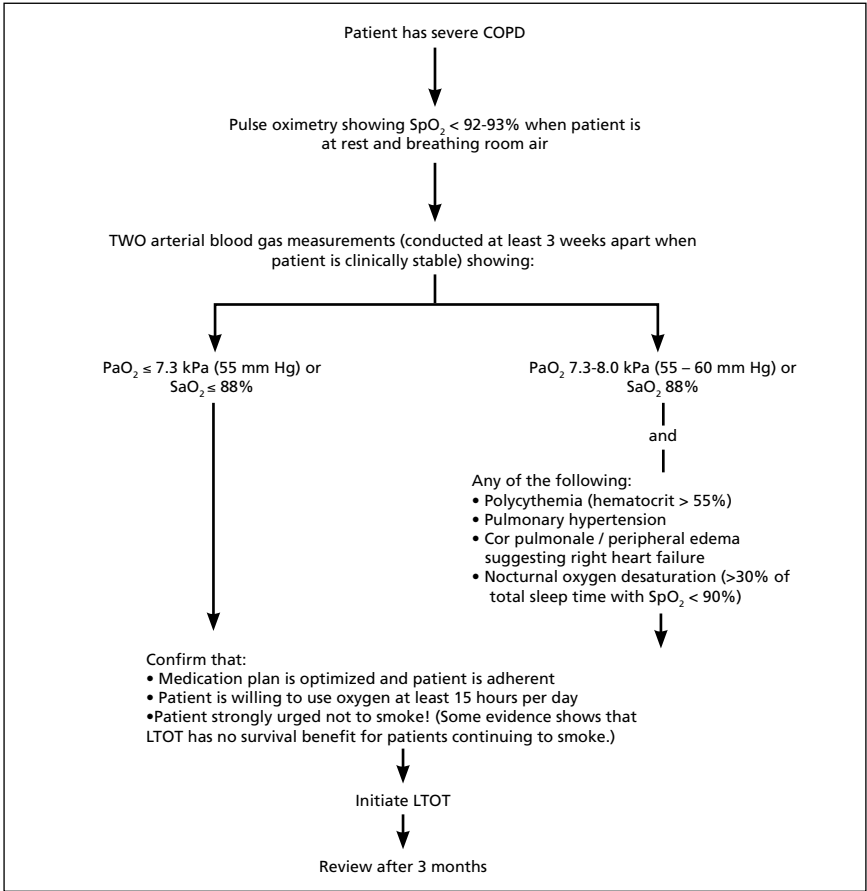 Patient has severe COPD
Pulse oximetry showing SpO₂ < 92-93% when patient is
at rest and breathing room air
TWO arterial blood gas measurements (conducted at least 3 weeks apart when
patient is clinically stable) showing:
PaO₂ ≤ 7.3 kPa (55 mm Hg) or
SaO₂ ≤ 88%
PaO₂ 7.3-8.0 kPa (55 – 60 mm Hg) or
SaO₂ 88%
and
Any of the following:
• Polycythemia (hematocrit > 55%)
• Pulmonary hypertension
• Cor pulmonale / peripheral edema
suggesting right heart failure
• Nocturnal oxygen desaturation (>30% of
total sleep time with SpO₂ < 90%)
Confirm that:
• Medication plan is optimized and patient is adherent
• Patient is willing to use oxygen at least 15 hours per day
•Patient strongly urged not to smoke! (Some evidence shows that
LTOT has no survival benefit for patients continuing to smoke.)
Initiate LTOT
Review after 3 months